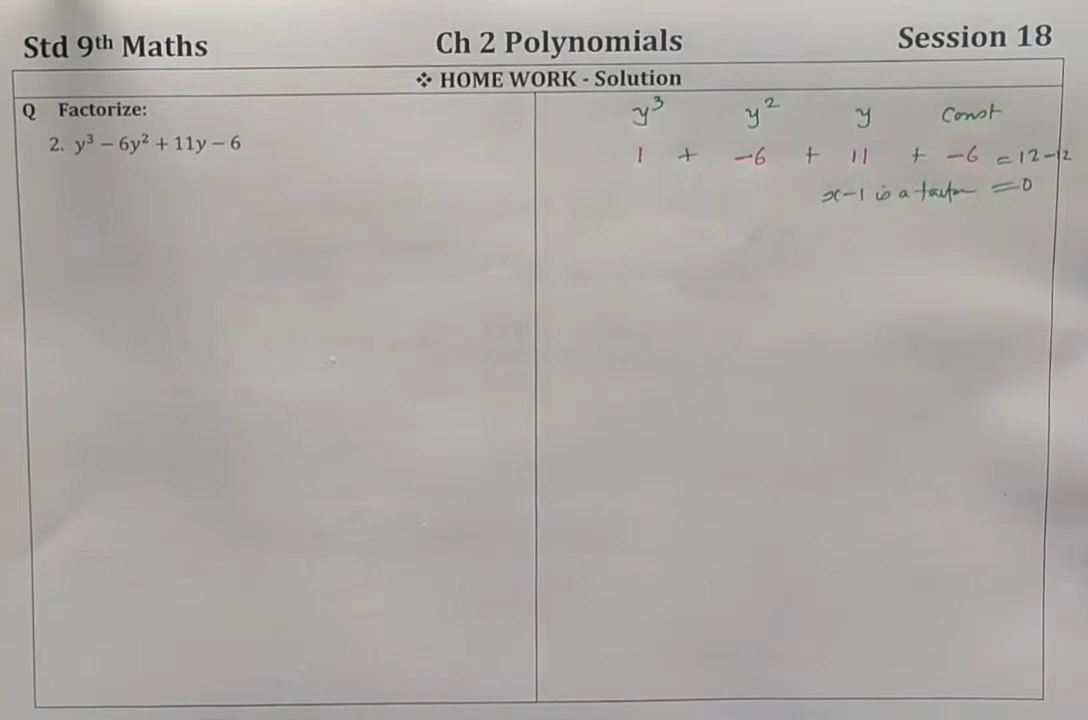 Std 9th Maths Ch 2 Polynomials Session 18
❖ HOME WORK - Solution
Q Factorize:
2. y³ – 6y² + 11y – 6
y³ y² y Const
1 + -6 + 11 + -6 = 12-12
x-1 is a factor = 0